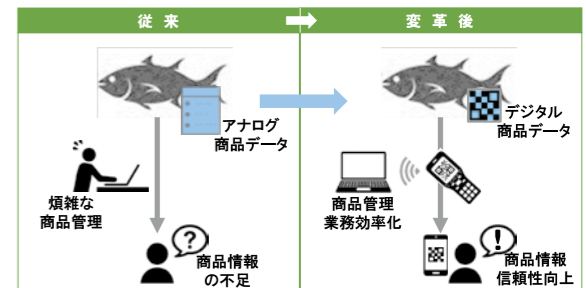 従来
変革後
アナログ
商品データ
デジタル
商品データ
煩雑な
商品管理
商品管理
業務効率化
?
商品情報
の不足
!
商品情報
信頼性向上